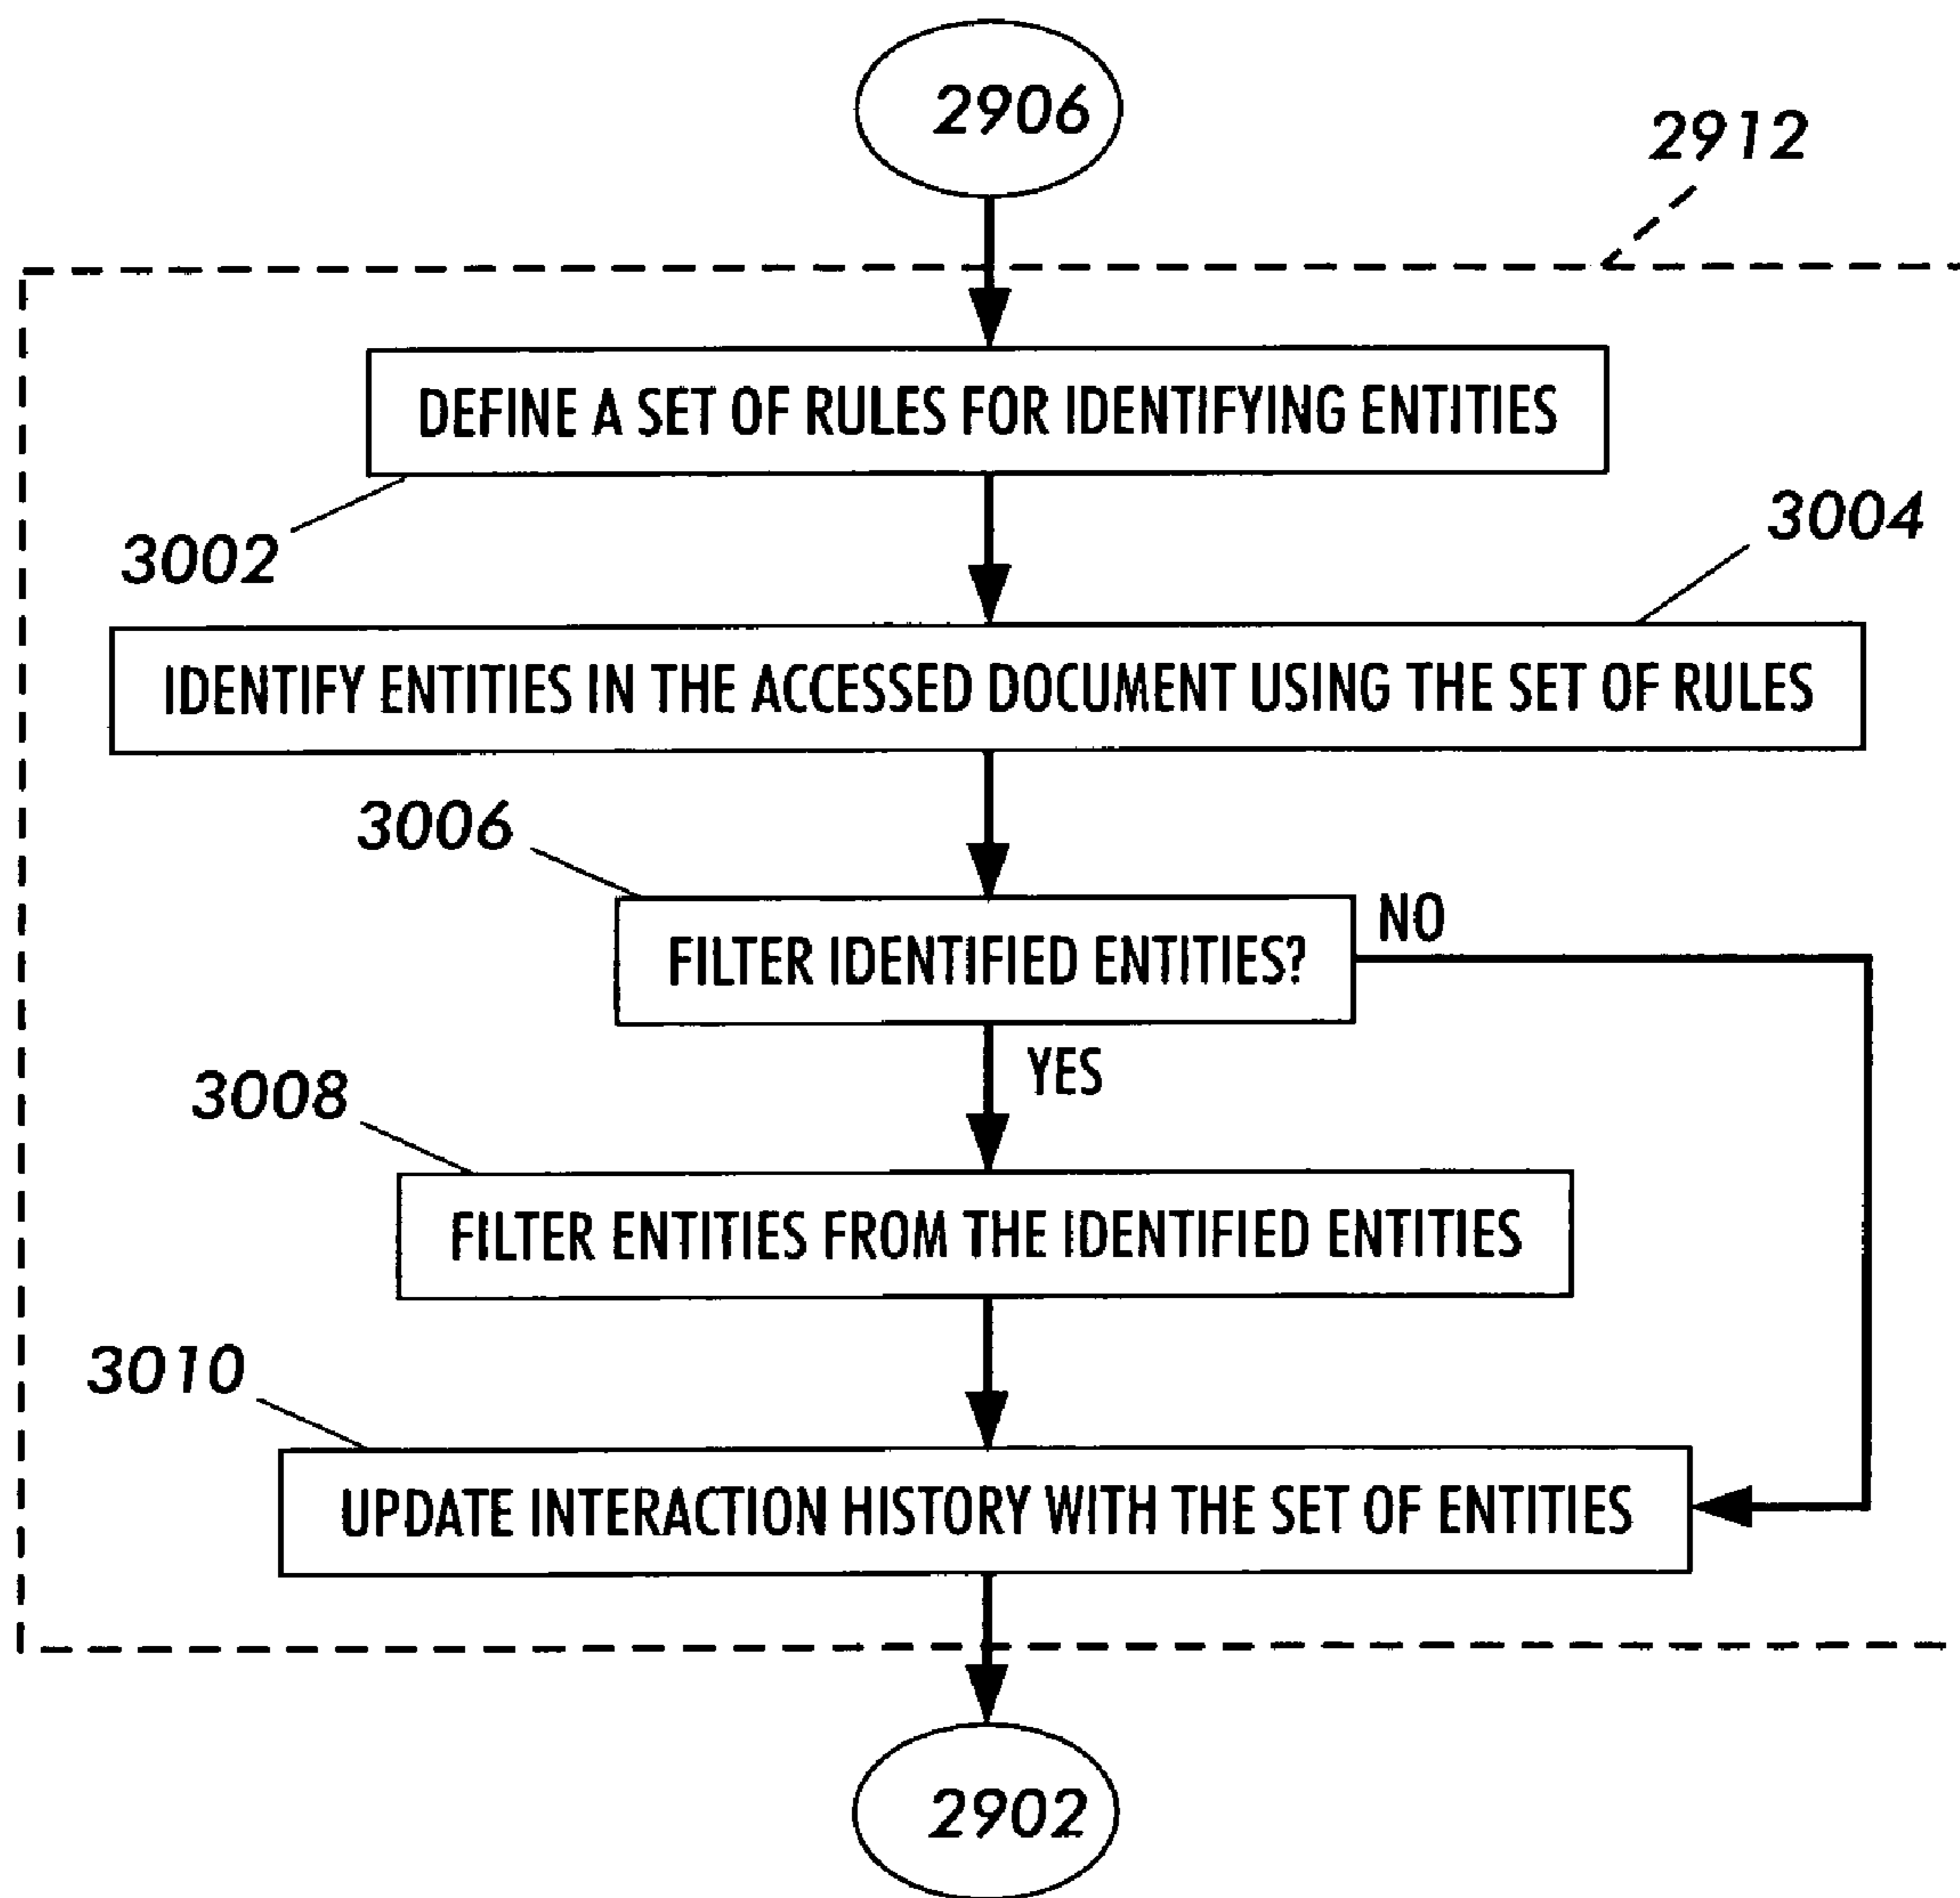 2906
2912
DEFINE A SET OF RULES FOR IDENTIFYING ENTITIES
3002
3004
IDENTIFY ENTITIES IN THE ACCESSED DOCUMENT USING THE SET OF RULES
3006
NO
FILTER IDENTIFIED ENTITIES?
YES
3008
FILTER ENTITIES FROM THE IDENTIFIED ENTITIES
3010
UPDATE INTERACTION HISTORY WITH THE SET OF ENTITIES
2902